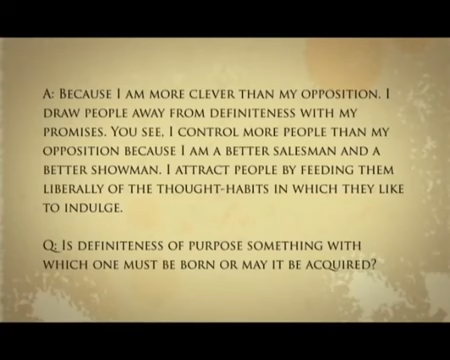 A: Because I am more clever than my opposition. I
draw people away from definiteness with my
promises. You see, I control more people than my
opposition because I am a better salesman and a
better showman. I attract people by feeding them
liberally of the thought-habits in which they like
to indulge.
Q: Is definiteness of purpose something with
which one must be born or may it be acquired?